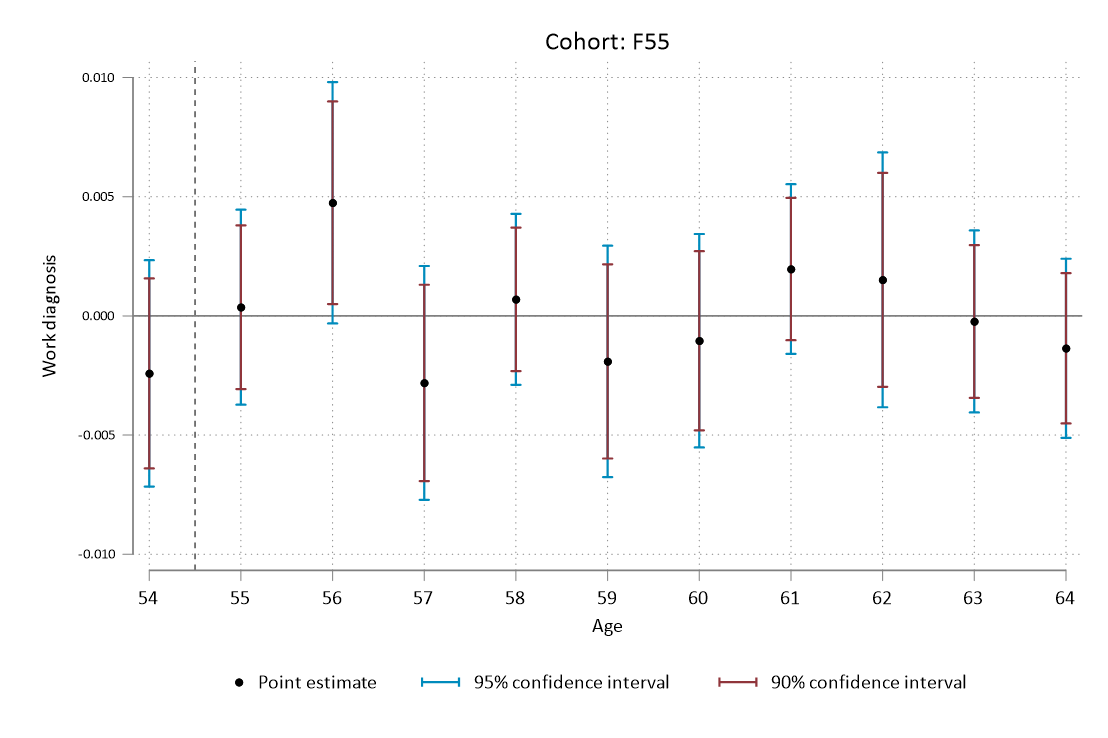 Cohort: F55
0.010
0.005
0.000
-0.005
-0.010
Work diagnosis
54 55 56 57 58 59 60 61 62 63 64
Age
Point estimate 95% confidence interval 90% confidence interval